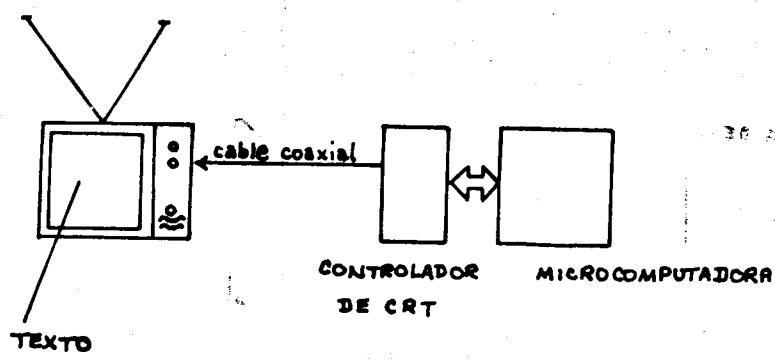 cable coaxial
CONTROLADOR
DE CRT
MICROCOMPUTADORA
TEXTO